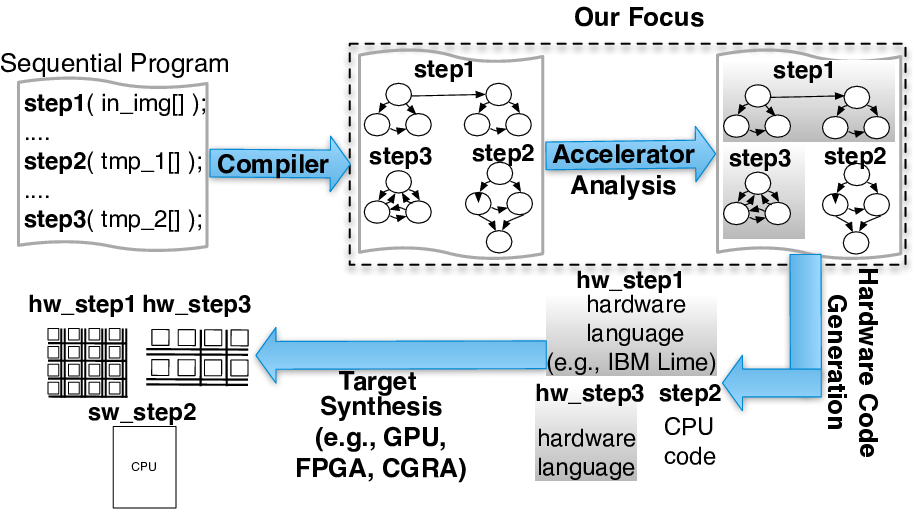 Our Focus
Sequential Program
step1( in_img[] );
....
step2( tmp_1[] );
....
step3( tmp_2[] );
Compiler
step1
step3
step2
Accelerator
Analysis
step1
step3
step2
Hardware Code
Generation
hw_step1
hardware
language
(e.g., IBM Lime)
hw_step3
hardware
language
step2
CPU
code
Target
Synthesis
(e.g., GPU,
FPGA, CGRA)
hw_step1
hw_step3
sw_step2
CPU